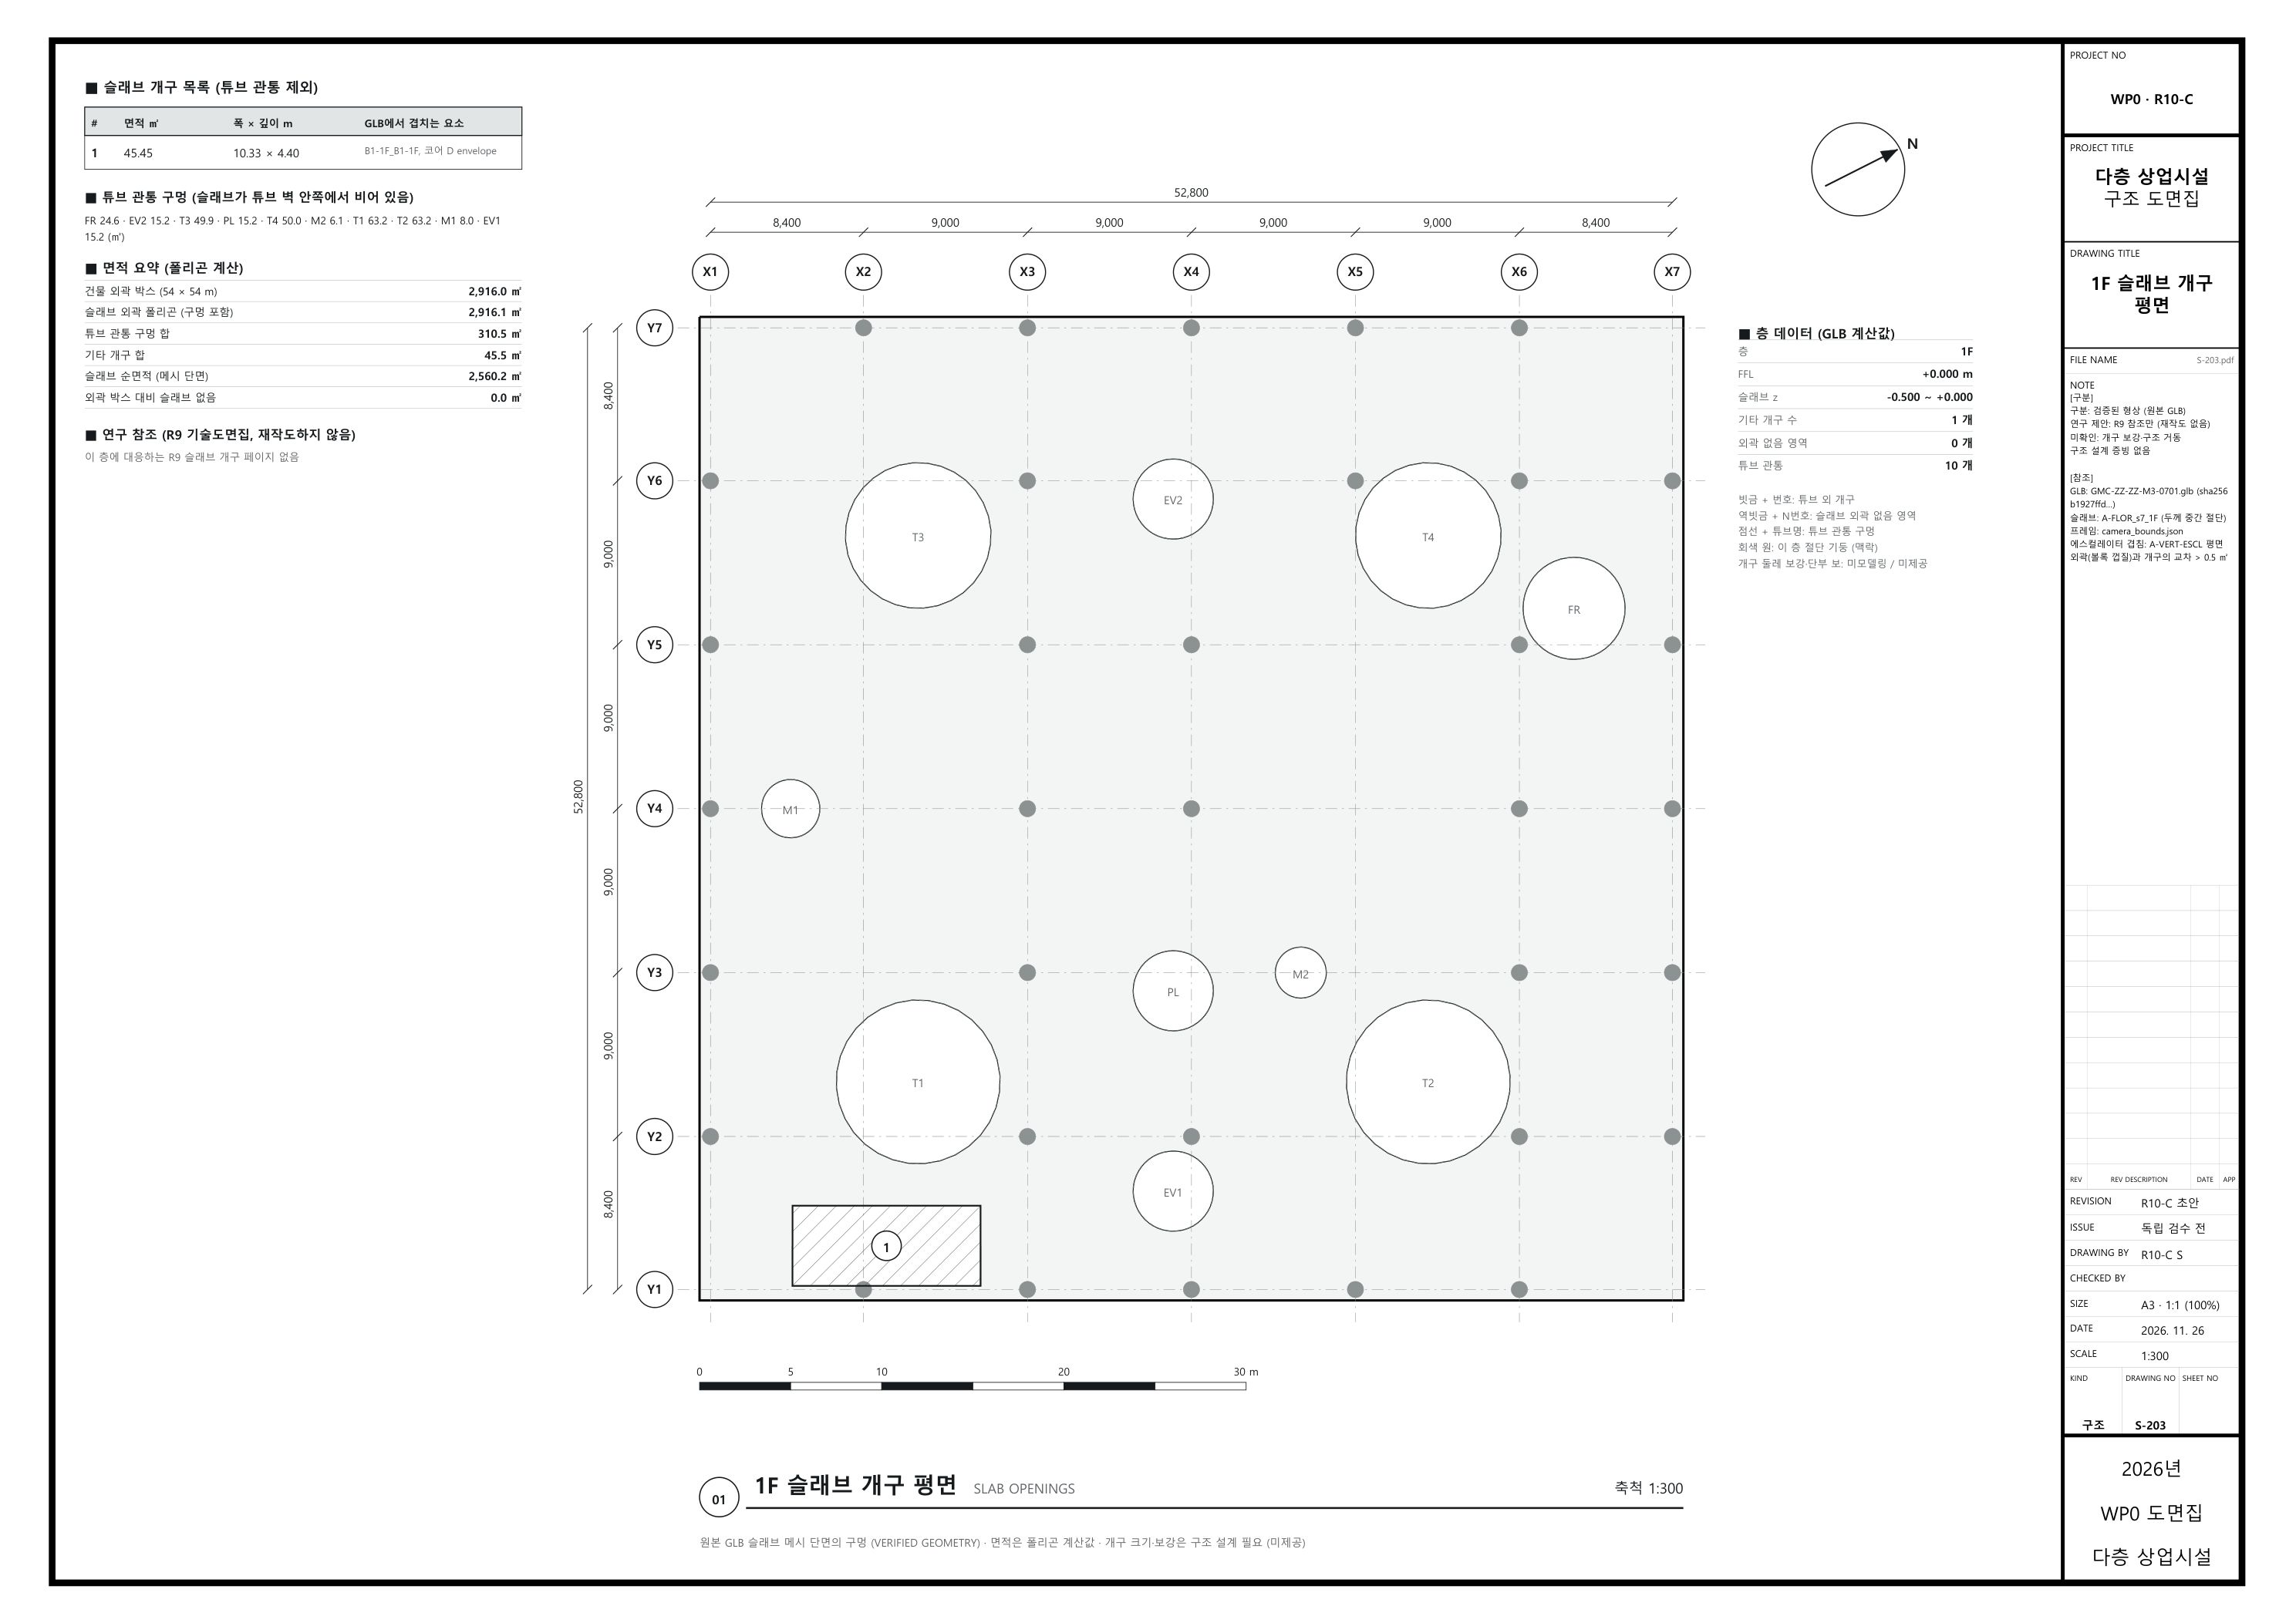 ■ 슬래브 개구 목록 (튜브 관통 제외)
# 면적 ㎡ 폭 × 깊이 m GLB에서 겹치는 요소
1 45.45 10.33 × 4.40 B1-1F_B1-1F, 코어 D envelope
■ 튜브 관통 구멍 (슬래브가 튜브 벽 안쪽에서 비어 있음)
FR 24.6 · EV2 15.2 · T3 49.9 · PL 15.2 · T4 50.0 · M2 6.1 · T1 63.2 · T2 63.2 · M1 8.0 · EV1
15.2 (㎡)
■ 면적 요약 (폴리곤 계산)
건물 외곽 박스 (54 × 54 m) 2,916.0 ㎡
슬래브 외곽 폴리곤 (구멍 포함) 2,916.1 ㎡
튜브 관통 구멍 합 310.5 ㎡
기타 개구 합 45.5 ㎡
슬래브 순면적 (메시 단면) 2,560.2 ㎡
외곽 박스 대비 슬래브 없음 0.0 ㎡
■ 연구 참조 (R9 기술도면집, 재작도하지 않음)
이 층에 대응하는 R9 슬래브 개구 페이지 없음
52,800
8,400 9,000 9,000 9,000 9,000 8,400
X1 X2 X3 X4 X5 X6 X7
Y7
8,400
Y6
EV2
T3
T4
9,000
FR
Y5
9,000
52,800
Y4
M1
9,000
Y3
M2
PL
9,000
T1
T2
Y2
EV1
8,400
1
Y1
0 5 10 20 30 m
01
1F 슬래브 개구 평면 SLAB OPENINGS 축척 1:300
원본 GLB 슬래브 메시 단면의 구멍 (VERIFIED GEOMETRY) · 면적은 폴리곤 계산값 · 개구 크기·보강은 구조 설계 필요 (미제공)
N
■ 층 데이터 (GLB 계산값)
층 1F
FFL +0.000 m
슬래브 z -0.500 ~ +0.000
기타 개구 수 1 개
외곽 없음 영역 0 개
튜브 관통 10 개
빗금 + 번호: 튜브 외 개구
역빗금 + N번호: 슬래브 외곽 없음 영역
점선 + 튜브명: 튜브 관통 구멍
회색 원: 이 층 절단 기둥 (맥락)
개구 둘레 보강·단부 보: 미모델링 / 미제공
PROJECT NO
WP0 · R10-C
PROJECT TITLE
다층 상업시설
구조 도면집
DRAWING TITLE
1F 슬래브 개구
평면
FILE NAME S-203.pdf
NOTE
[구분]
구분: 검증된 형상 (원본 GLB)
연구 제안: R9 참조만 (재작도 없음)
미확인: 개구 보강·구조 거동
구조 설계 증빙 없음
[참조]
GLB: GMC-ZZ-ZZ-M3-0701.glb (sha256
b1927ffd…)
슬래브: A-FLOR_s7_1F (두께 중간 절단)
프레임: camera_bounds.json
에스컬레이터 겹침: A-VERT-ESCL 평면
외곽(볼록 껍질)과 개구의 교차 > 0.5 ㎡
REV REV DESCRIPTION DATE APP
REVISION R10-C 초안
ISSUE 독립 검수 전
DRAWING BY R10-C S
CHECKED BY
SIZE A3 · 1:1 (100%)
DATE 2026. 11. 26
SCALE 1:300
KIND DRAWING NO SHEET NO
구조 S-203
2026년
WP0 도면집
다층 상업시설